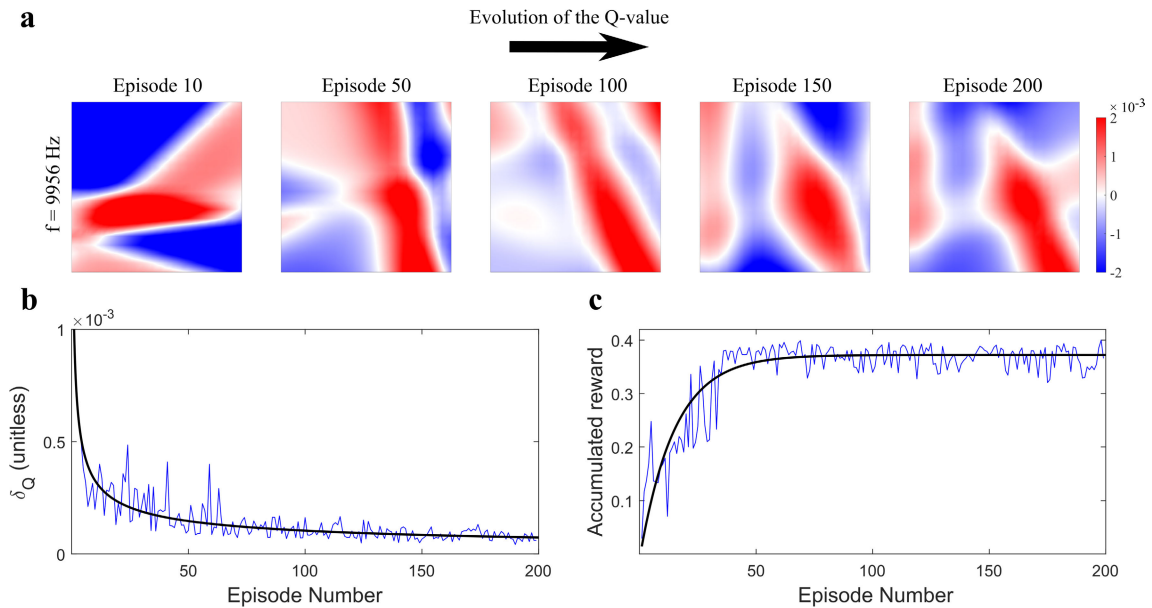 a
Evolution of the Q-value
Episode 10
Episode 50
Episode 100
Episode 150
Episode 200
f = 9956 Hz
× 10⁻³
2
1
0
-1
-2
b
× 10⁻³
1
0.5
0
50
100
150
200
δ_Q (unitless)
Episode Number
c
0.4
0.3
0.2
0.1
50
100
150
200
Accumulated reward
Episode Number